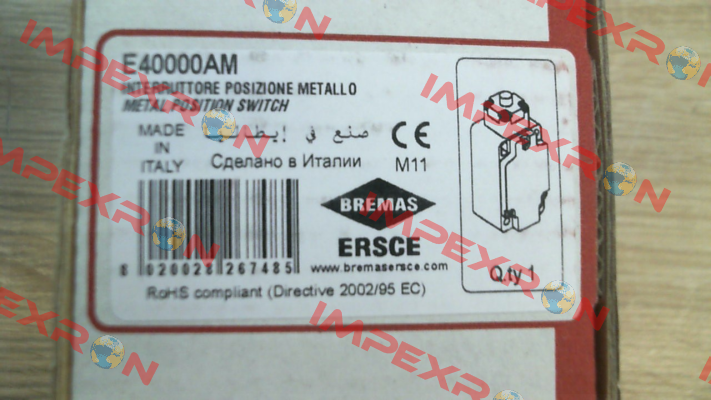 E40000AM
INTERRUTTORE POSIZIONE METALLO
METAL POSITION SWITCH
MADE
IN
ITALY
صنع في إيطاليا
Сделано в Италии
CE
M11
BREMAS
ERSCE
www.bremasersce.com
8 020028 267485
RoHS compliant (Directive 2002/95 EC)
Q.ty 1
IMPEXRON